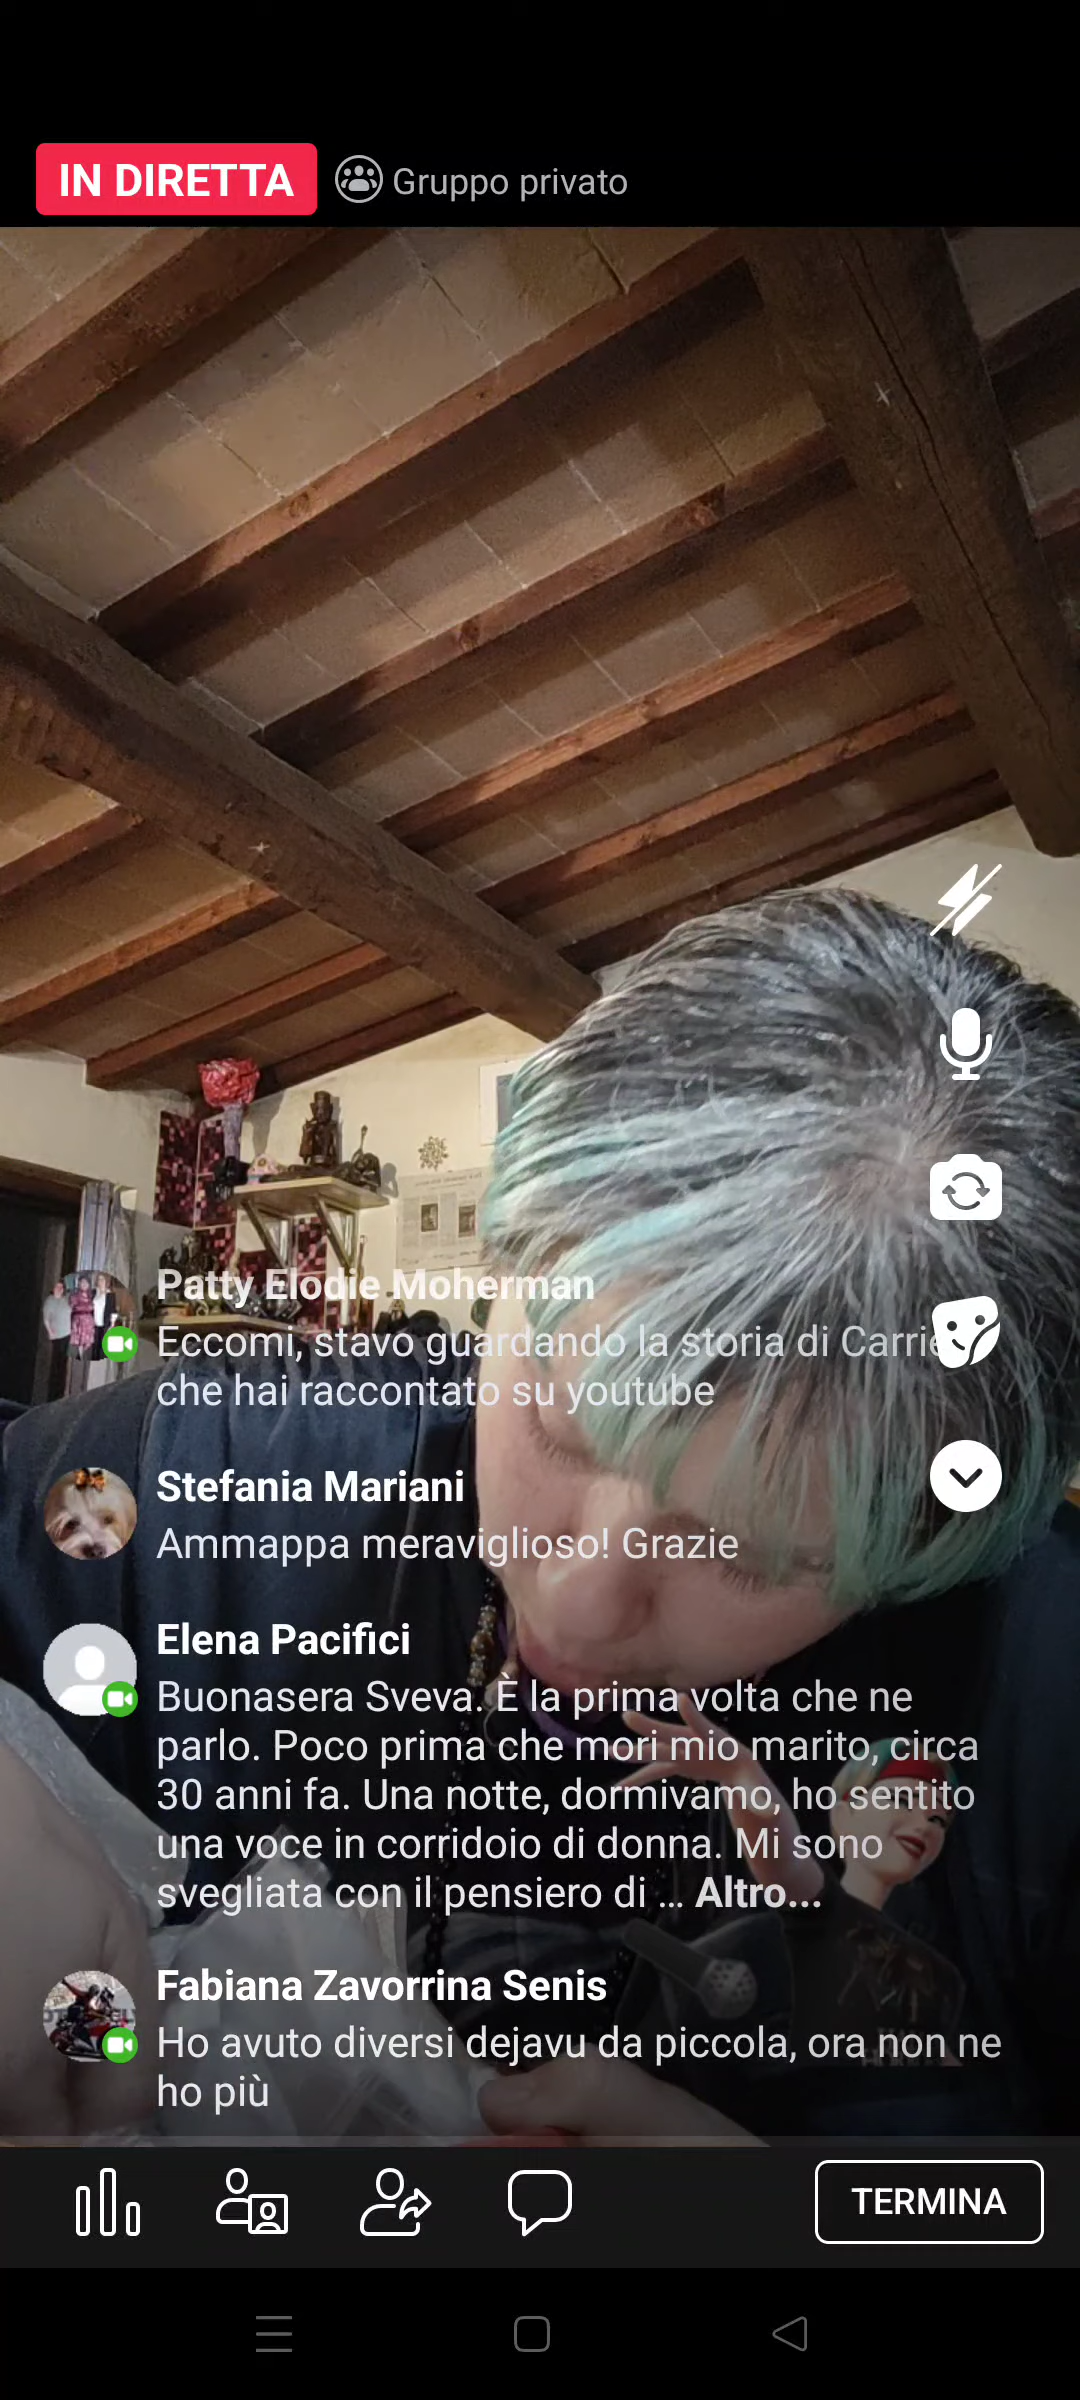 IN DIRETTA
Gruppo privato
Patty Elodie Moherman
Eccomi, stavo guardando la storia di Carrie
che hai raccontato su youtube
Stefania Mariani
Ammappa meraviglioso! Grazie
Elena Pacifici
Buonasera Sveva. È la prima volta che ne
parlo. Poco prima che mori mio marito, circa
30 anni fa. Una notte, dormivamo, ho sentito
una voce in corridoio di donna. Mi sono
svegliata con il pensiero di ... Altro...
Fabiana Zavorrina Senis
Ho avuto diversi dejavu da piccola, ora non ne
ho più
TERMINA